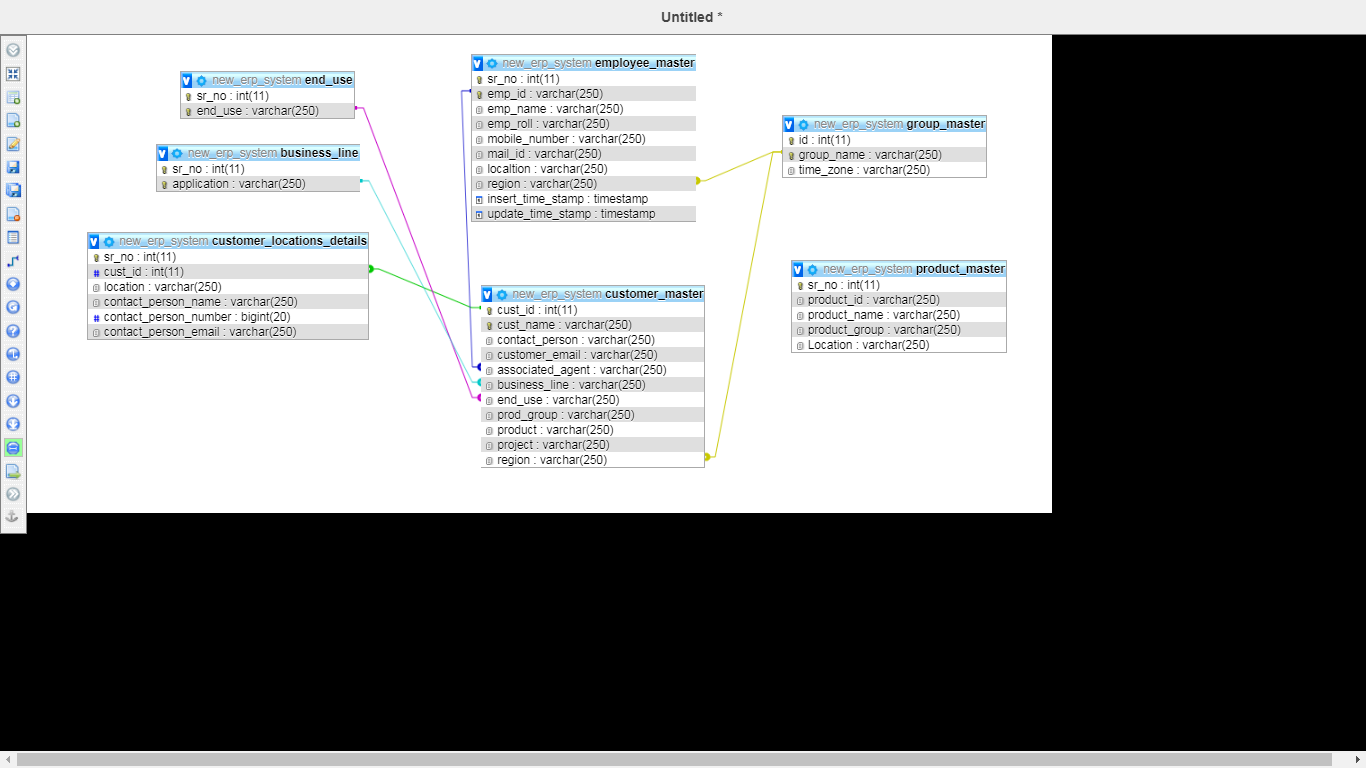 Untitled *
new_erp_system end_use
sr_no : int(11)
end_use : varchar(250)
new_erp_system business_line
sr_no : int(11)
application : varchar(250)
new_erp_system customer_locations_details
sr_no : int(11)
cust_id : int(11)
location : varchar(250)
contact_person_name : varchar(250)
contact_person_number : bigint(20)
contact_person_email : varchar(250)
new_erp_system employee_master
sr_no : int(11)
emp_id : varchar(250)
emp_name : varchar(250)
emp_roll : varchar(250)
mobile_number : varchar(250)
mail_id : varchar(250)
localtion : varchar(250)
region : varchar(250)
insert_time_stamp : timestamp
update_time_stamp : timestamp
new_erp_system customer_master
cust_id : int(11)
cust_name : varchar(250)
contact_person : varchar(250)
customer_email : varchar(250)
associated_agent : varchar(250)
business_line : varchar(250)
end_use : varchar(250)
prod_group : varchar(250)
product : varchar(250)
project : varchar(250)
region : varchar(250)
new_erp_system group_master
id : int(11)
group_name : varchar(250)
time_zone : varchar(250)
new_erp_system product_master
sr_no : int(11)
product_id : varchar(250)
product_name : varchar(250)
product_group : varchar(250)
Location : varchar(250)